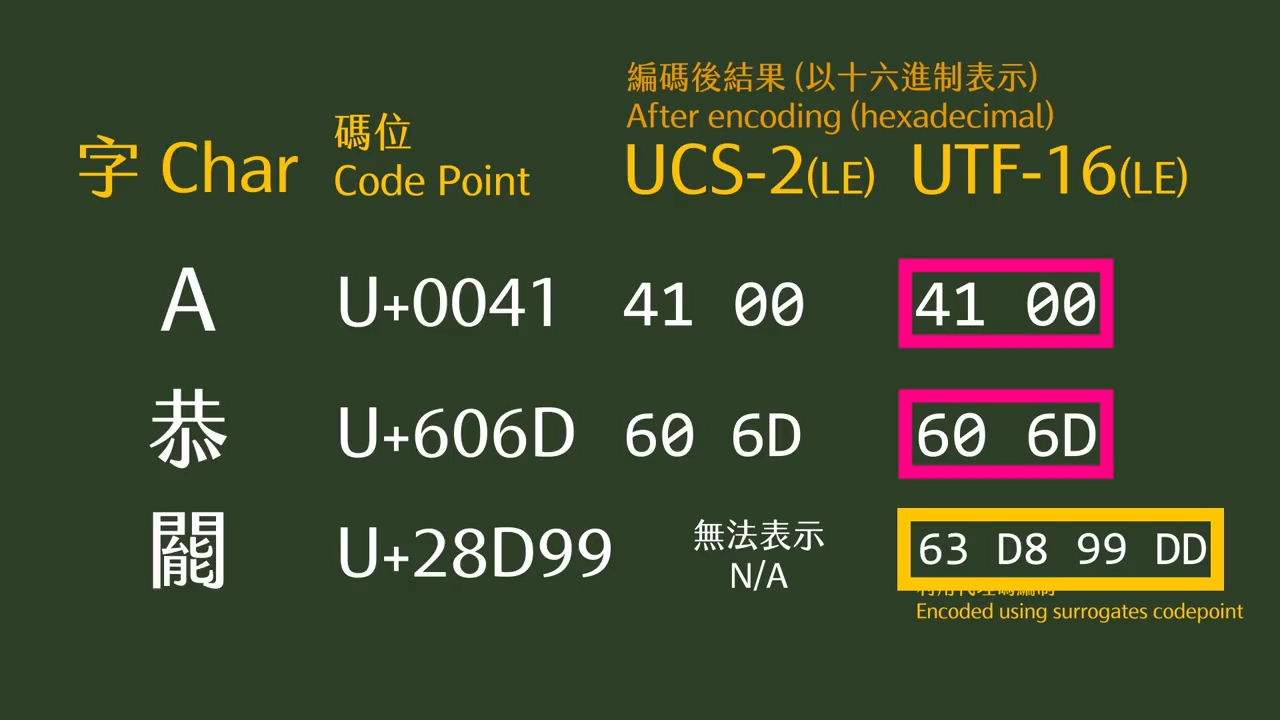 編碼後結果 (以十六進制表示)
After encoding (hexadecimal)
字 Char
碼位
Code Point
UCS-2(LE)
UTF-16(LE)
A
U+0041
41 00
41 00
恭
U+606D
60 6D
60 6D
U+28D99
無法表示
N/A
63 D8 99 DD
Encoded using surrogates codepoint